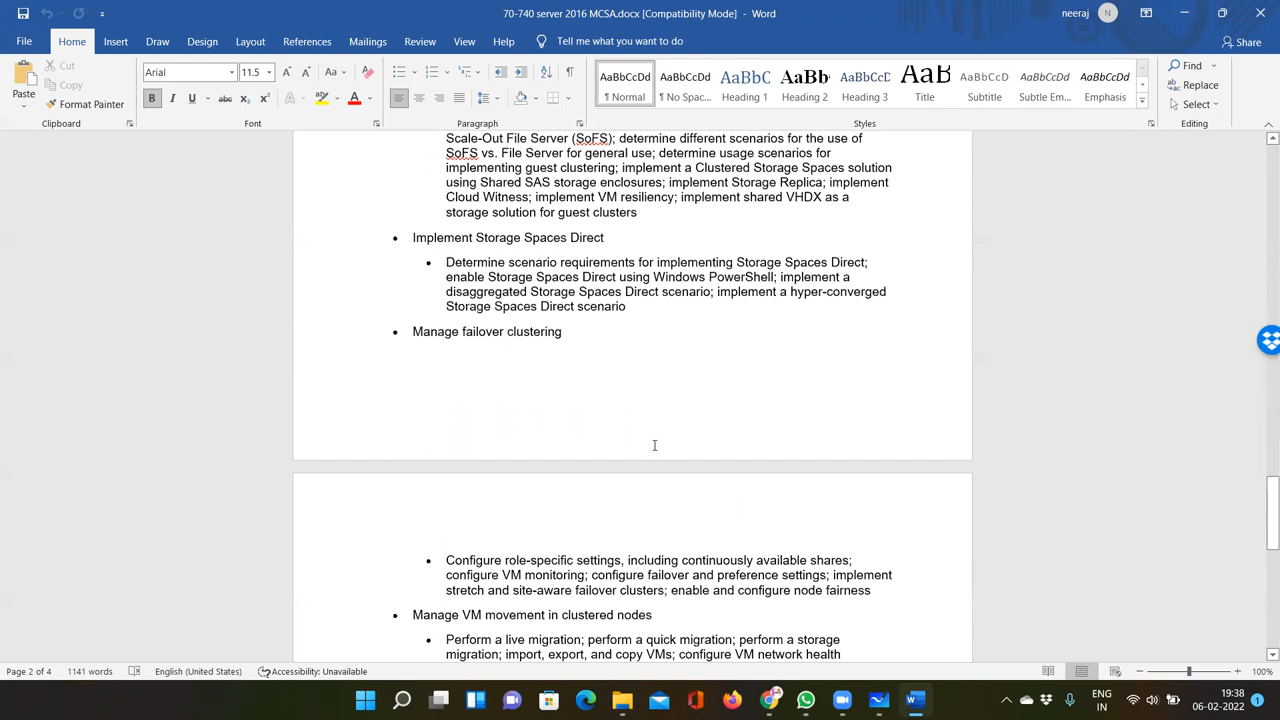 70-740 server 2016 MCSA.docx [Compatibility Mode] - Word
neeraj N
File Home Insert Draw Design Layout References Mailings Review View Help Tell me what you want to do Share
Cut
Copy
Format Painter
Paste
Clipboard
Arial 11.5
Font
Paragraph
AaBbCcDd AaBbCcDd AaBbC AaBb AaBbCcD AaB AaBbCcDd AaBbCcDd AaBbCcDd
¶ Normal ¶ No Spac... Heading 1 Heading 2 Heading 3 Title Subtitle Subtle Em... Emphasis
Styles
Find
Replace
Select
Editing
Scale-Out File Server (SoFS); determine different scenarios for the use of
SoFS vs. File Server for general use; determine usage scenarios for
implementing guest clustering; implement a Clustered Storage Spaces solution
using Shared SAS storage enclosures; implement Storage Replica; implement
Cloud Witness; implement VM resiliency; implement shared VHDX as a
storage solution for guest clusters
• Implement Storage Spaces Direct
• Determine scenario requirements for implementing Storage Spaces Direct;
enable Storage Spaces Direct using Windows PowerShell; implement a
disaggregated Storage Spaces Direct scenario; implement a hyper-converged
Storage Spaces Direct scenario
• Manage failover clustering
• Configure role-specific settings, including continuously available shares;
configure VM monitoring; configure failover and preference settings; implement
stretch and site-aware failover clusters; enable and configure node fairness
• Manage VM movement in clustered nodes
• Perform a live migration; perform a quick migration; perform a storage
migration; import, export, and copy VMs; configure VM network health
Page 2 of 4 1141 words English (United States) Accessibility: Unavailable 100%
ENG
IN
19:38
06-02-2022